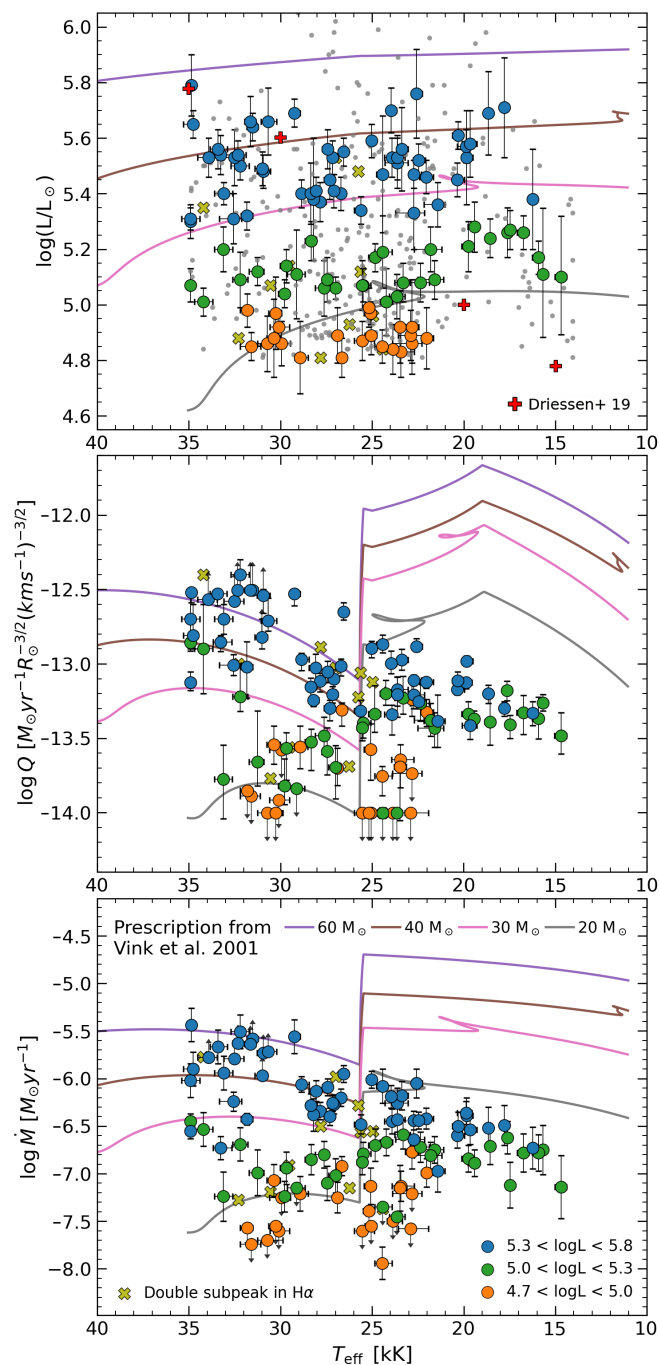 6.0
5.8
5.6
5.4
5.2
5.0
4.8
4.6
log(L/L⊙)
Driessen+ 19
40 35 30 25 20 15 10
−12.0
−12.5
−13.0
−13.5
−14.0
log Q [M⊙yr⁻¹R⊙⁻³/²(kms⁻¹)⁻³/²)
40 35 30 25 20 15 10
Prescription from
Vink et al. 2001
60 M⊙ 40 M⊙ 30 M⊙ 20 M⊙
−4.5
−5.0
−5.5
−6.0
−6.5
−7.0
−7.5
−8.0
log Ṁ [M⊙yr⁻¹]
5.3 < logL < 5.8
5.0 < logL < 5.3
4.7 < logL < 5.0
Double subpeak in Hα
40 35 30 25 20 15 10
Teff [kK]